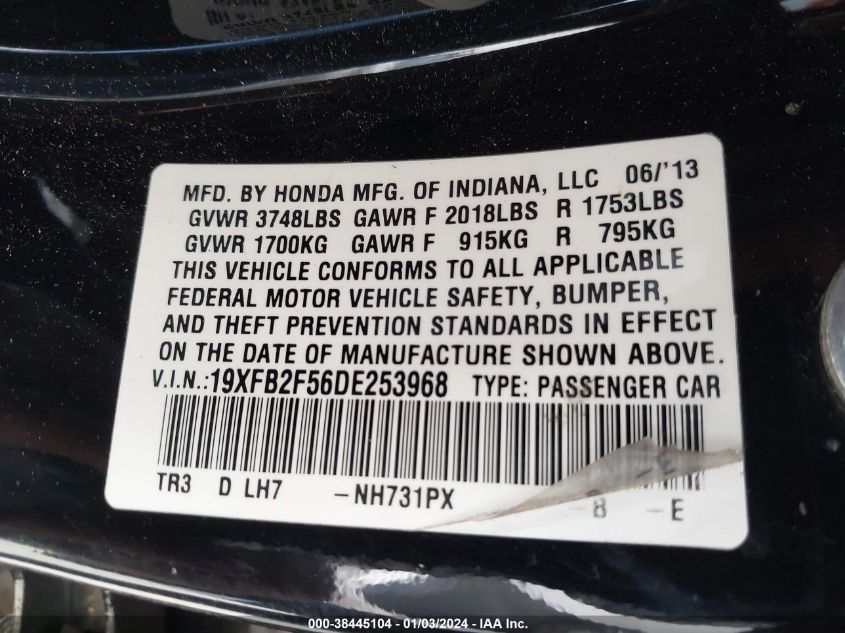 MFD. BY HONDA MFG. OF INDIANA, LLC 06/'13
GVWR 3748LBS GAWR F 2018LBS R 1753LBS
GVWR 1700KG GAWR F 915KG R 795KG
THIS VEHICLE CONFORMS TO ALL APPLICABLE
FEDERAL MOTOR VEHICLE SAFETY, BUMPER,
AND THEFT PREVENTION STANDARDS IN EFFECT
ON THE DATE OF MANUFACTURE SHOWN ABOVE.
V.I.N.:19XFB2F56DE253968 TYPE: PASSENGER CAR
TR3 D LH7 -NH731PX -B -E
000-38445104 - 01/03/2024 - IAA Inc.